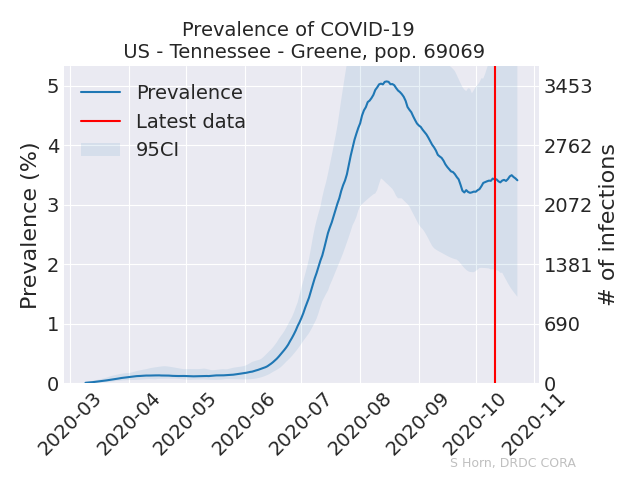 Prevalence of COVID-19
US - Tennessee - Greene, pop. 69069
Prevalence
Latest data
95CI
Prevalence (%)
5
4
3
2
1
0
3453
2762
2072
1381
690
0
# of infections
2020-03
2020-04
2020-05
2020-06
2020-07
2020-08
2020-09
2020-10
2020-11
S Horn, DRDC CORA